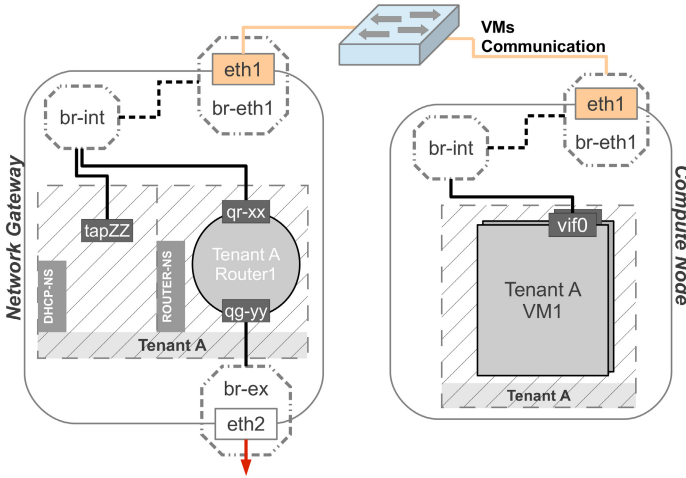 VMs
Communication
eth1
br-eth1
br-int
eth1
br-eth1
br-int
Network Gateway
Compute Node
qr-xx
tapZZ
vif0
Tenant A
Router1
DHCP-NS
ROUTER-NS
Tenant A
VM1
qg-yy
Tenant A
Tenant A
br-ex
eth2